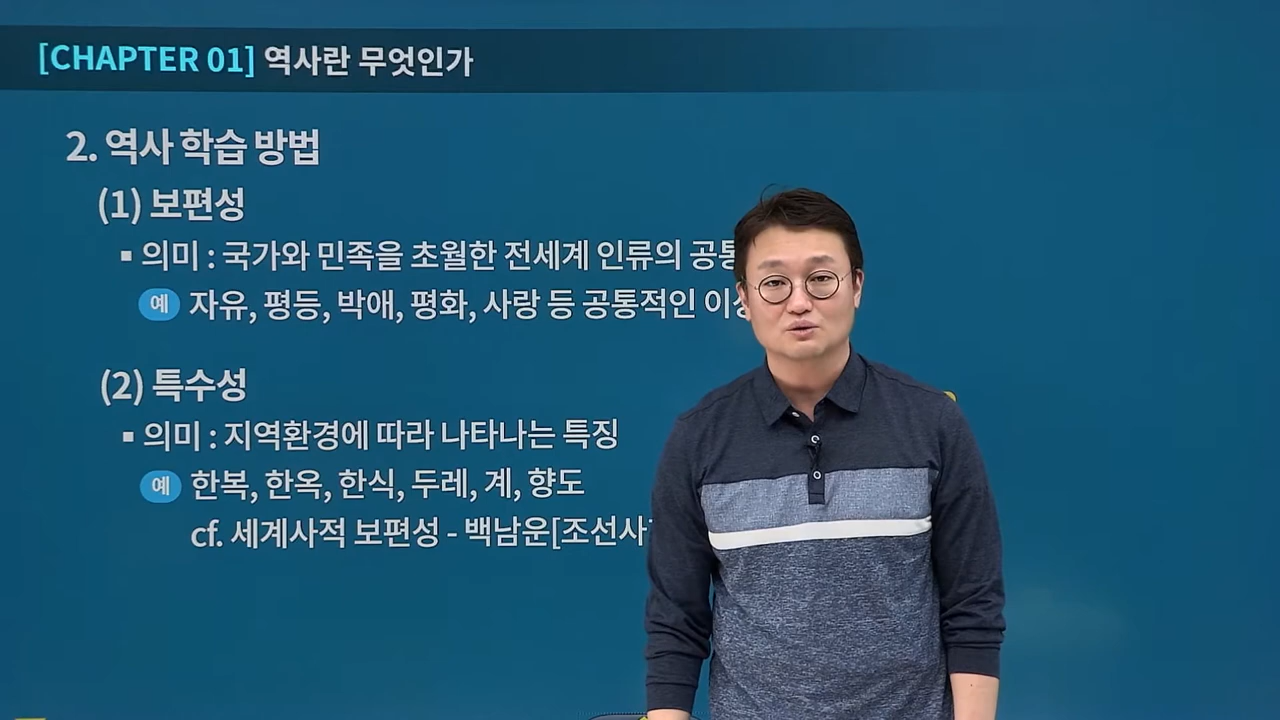 [CHAPTER 01] 역사란 무엇인가
2. 역사 학습 방법
(1) 보편성
▪ 의미 : 국가와 민족을 초월한 전세계 인류의
예 자유, 평등, 박애, 평화, 사랑 등 공통적인
(2) 특수성
▪ 의미 : 지역환경에 따라 나타나는 특징
예 한복, 한옥, 한식, 두레, 계, 향도
cf. 세계사적 보편성 - 백남운[조선사